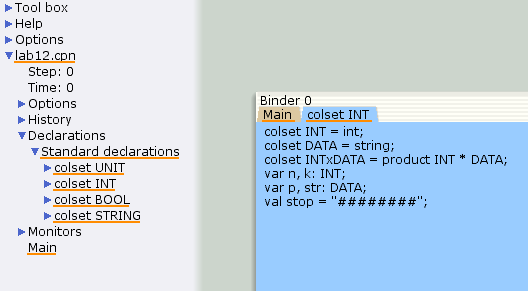 Tool box
Help
Options
lab12.cpn
Step: 0
Time: 0
Options
History
Declarations
Standard declarations
colset UNIT
colset INT
colset BOOL
colset STRING
Monitors
Main
Binder 0
Main colset INT
colset INT = int;
colset DATA = string;
colset INTxDATA = product INT * DATA;
var n, k: INT;
var p, str: DATA;
val stop = "########";